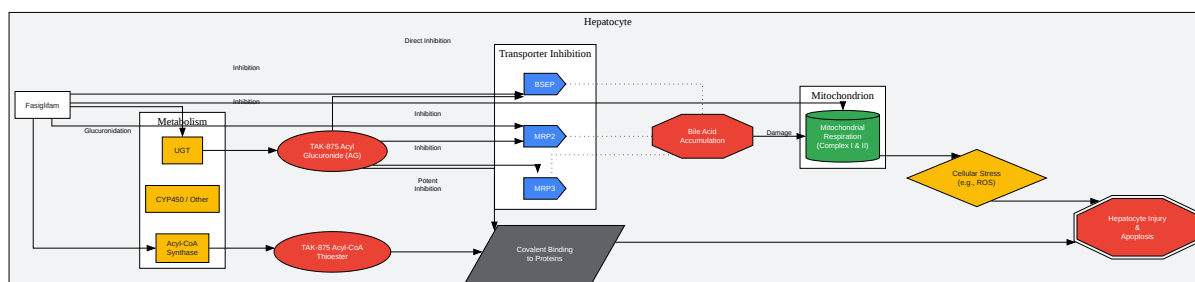 Hepatocyte
Direct Inhibition
Transporter Inhibition
Inhibition
BSEP
Mitochondrion
Fasiglifam
Inhibition
Inhibition
Metabolism
Glucuronidation
UGT
TAK-875 Acyl
Glucuronide (AG)
MRP2
Inhibition
Bile Acid
Accumulation
Damage
Mitochondrial
Respiration
(Complex I & II)
Cellular Stress
(e.g., ROS)
Potent
Inhibition
MRP3
CYP450 / Other
Acyl-CoA
Synthase
TAK-875 Acyl-CoA
Thioester
Covalent Binding
to Proteins
Hepatocyte Injury
&
Apoptosis